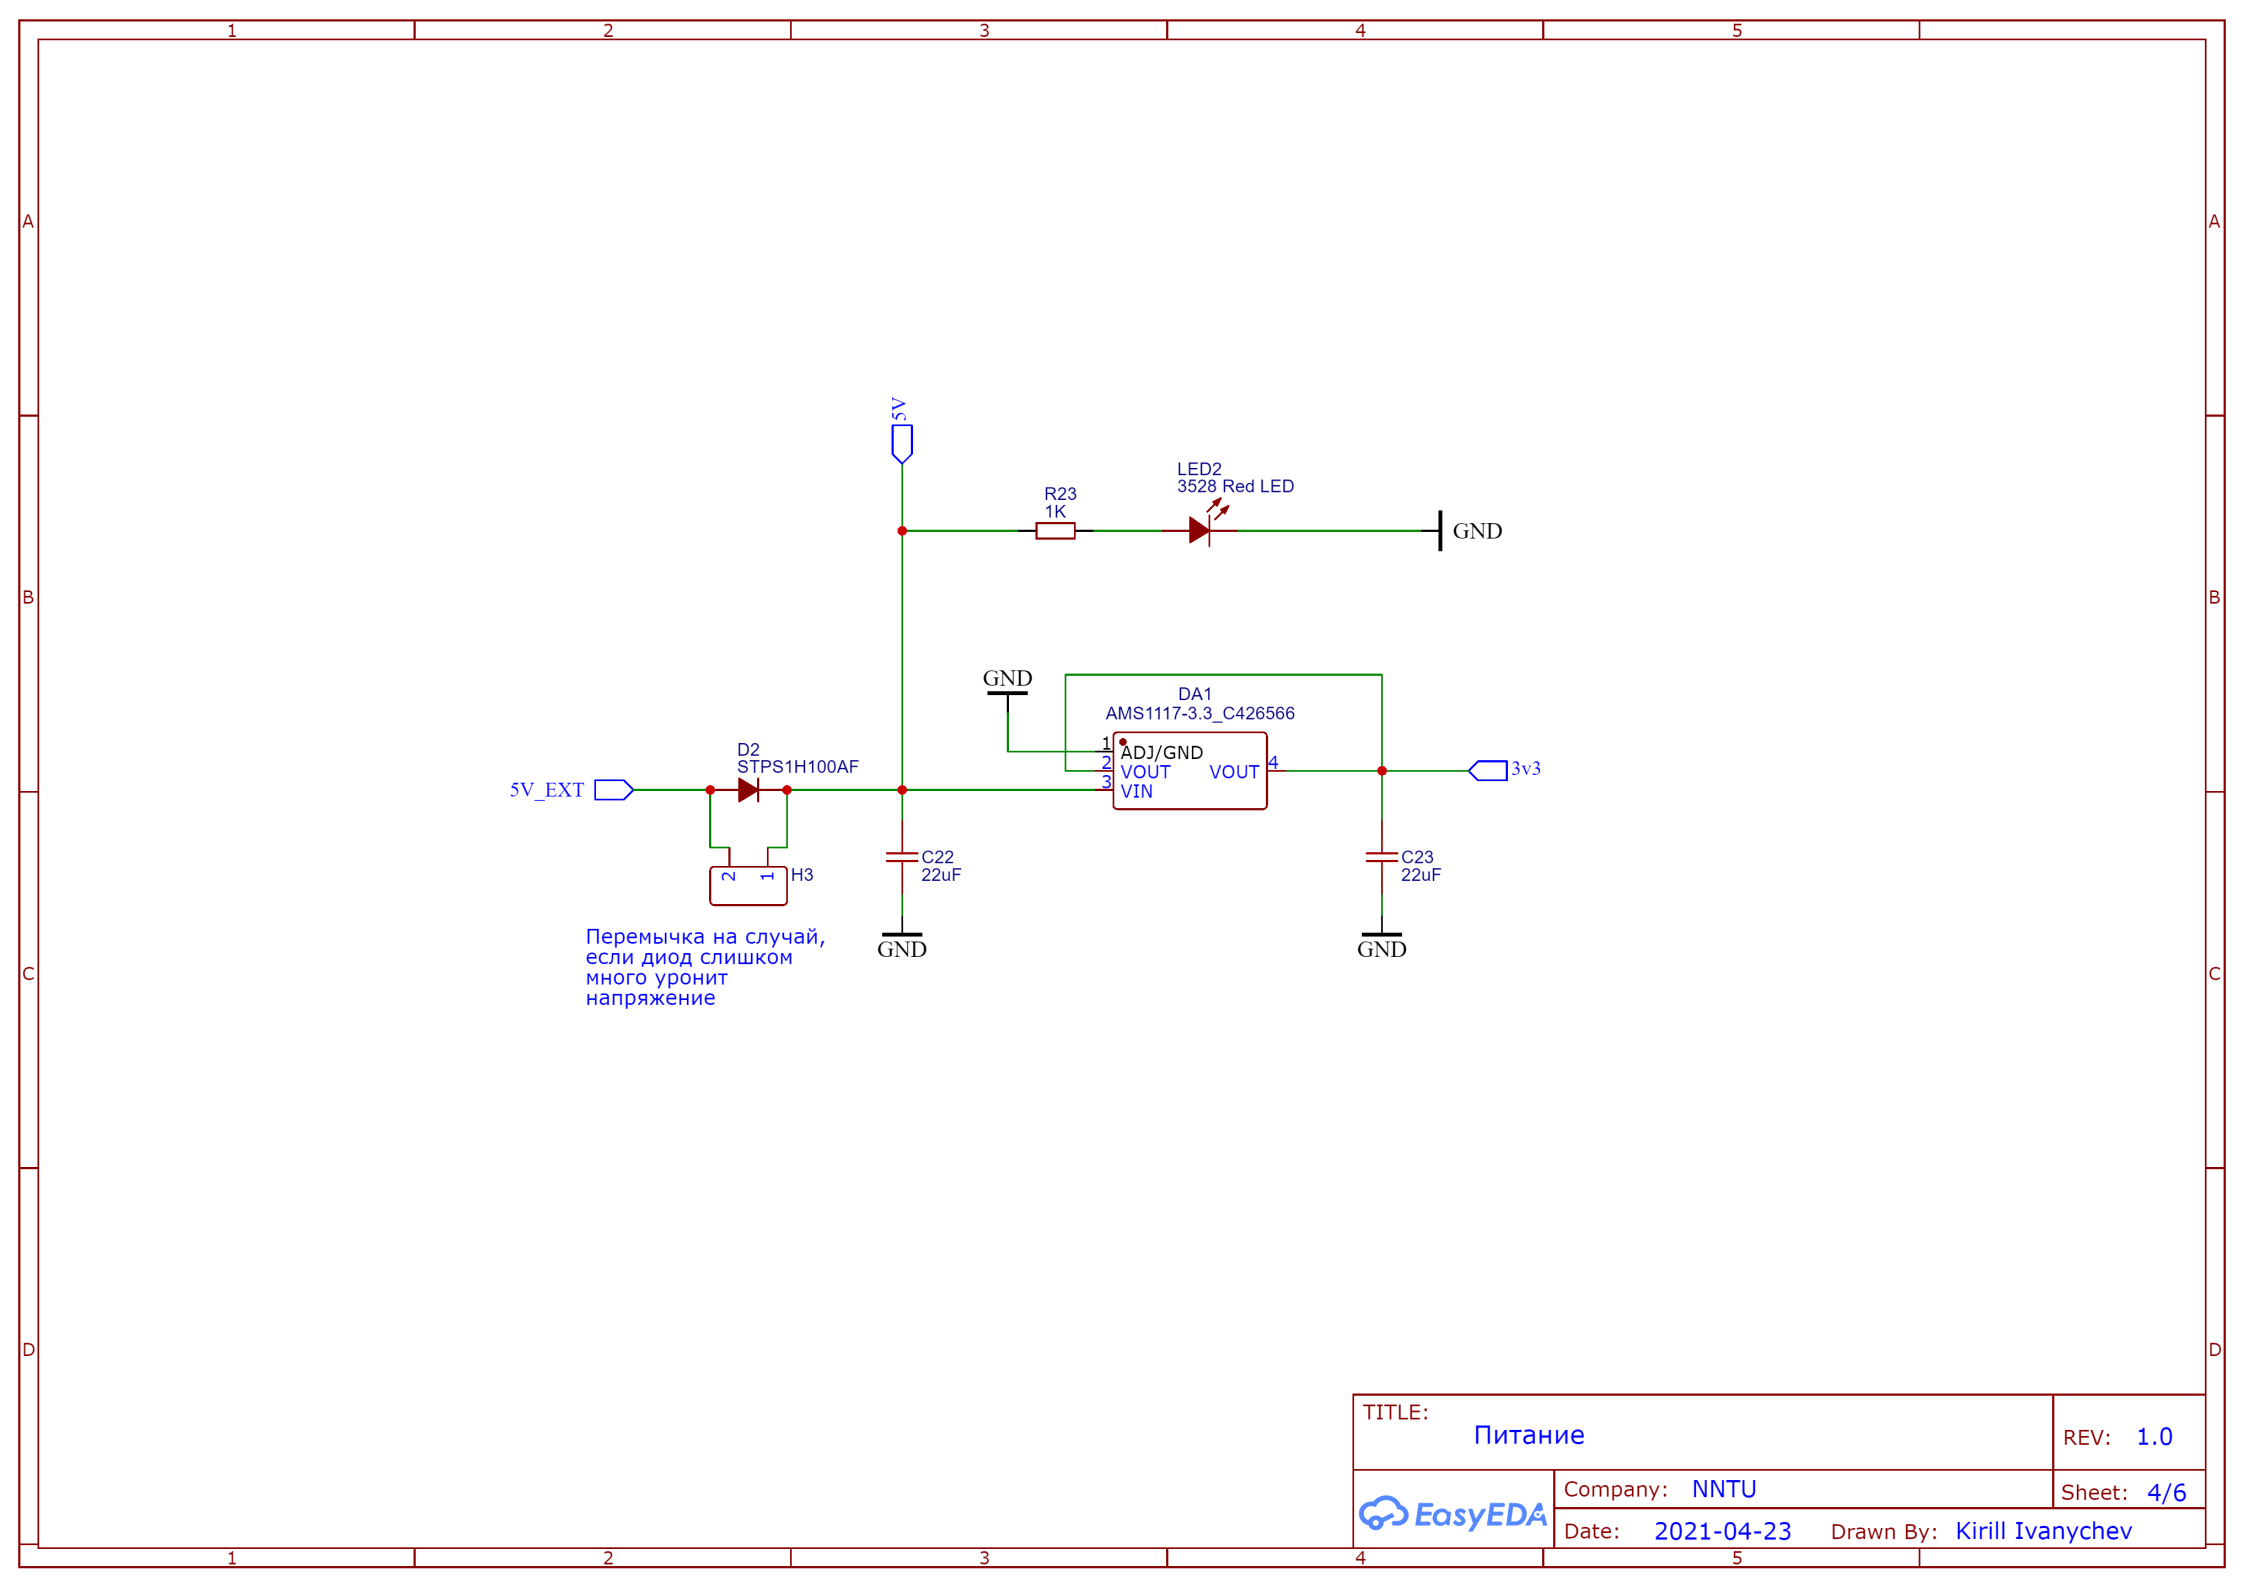 1 2 3 4 5
A A
5V
LED2
3528 Red LED
R23
1K
GND
B B
GND
DA1
AMS1117-3.3_C426566
1 ADJ/GND
2 VOUT VOUT 4
3 VIN
3v3
D2
STPS1H100AF
5V_EXT
2 1 H3
C22
22uF
C23
22uF
GND GND
Перемычка на случай,
если диод слишком
много уронит
напряжение
C C
D D
TITLE:
Питание
REV: 1.0
EasyEDA
Company: NNTU
Sheet: 4/6
Date: 2021-04-23 Drawn By: Kirill Ivanychev
1 2 3 4 5